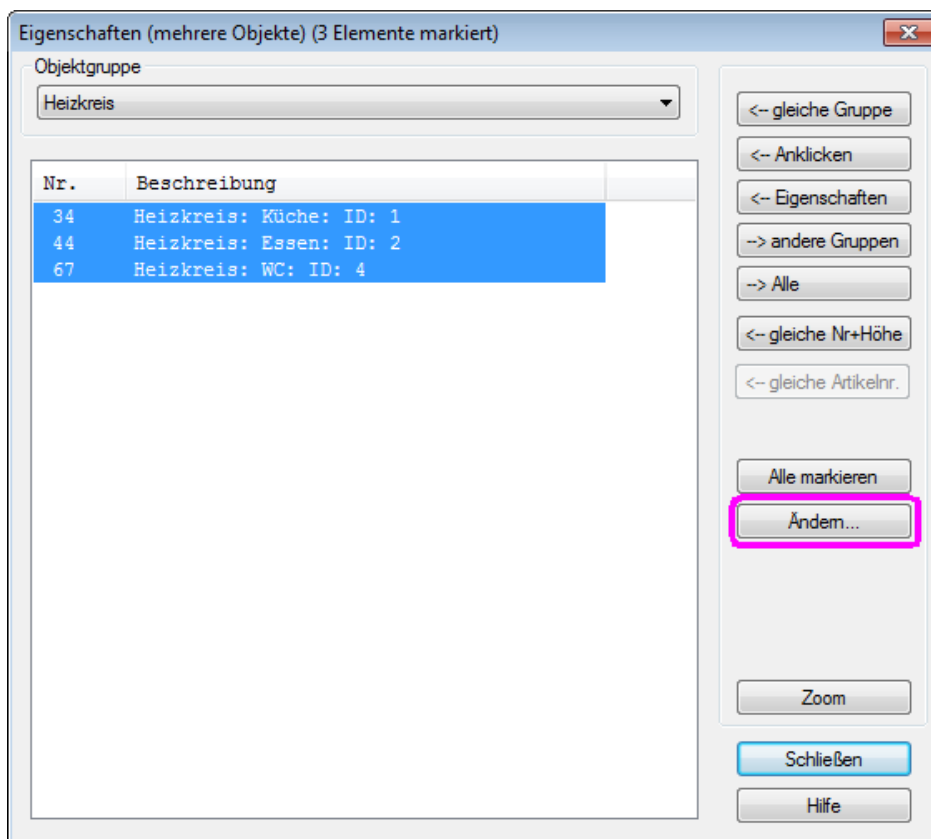 Eigenschaften (mehrere Objekte) (3 Elemente markiert)
Objektgruppe
Heizkreis
Nr. Beschreibung
34 Heizkreis: Küche: ID: 1
44 Heizkreis: Essen: ID: 2
67 Heizkreis: WC: ID: 4
<-- gleiche Gruppe
<-- Anklicken
<-- Eigenschaften
--> andere Gruppen
--> Alle
<-- gleiche Nr+Höhe
<-- gleiche Artikelnr.
Alle markieren
Ändern...
Zoom
Schließen
Hilfe